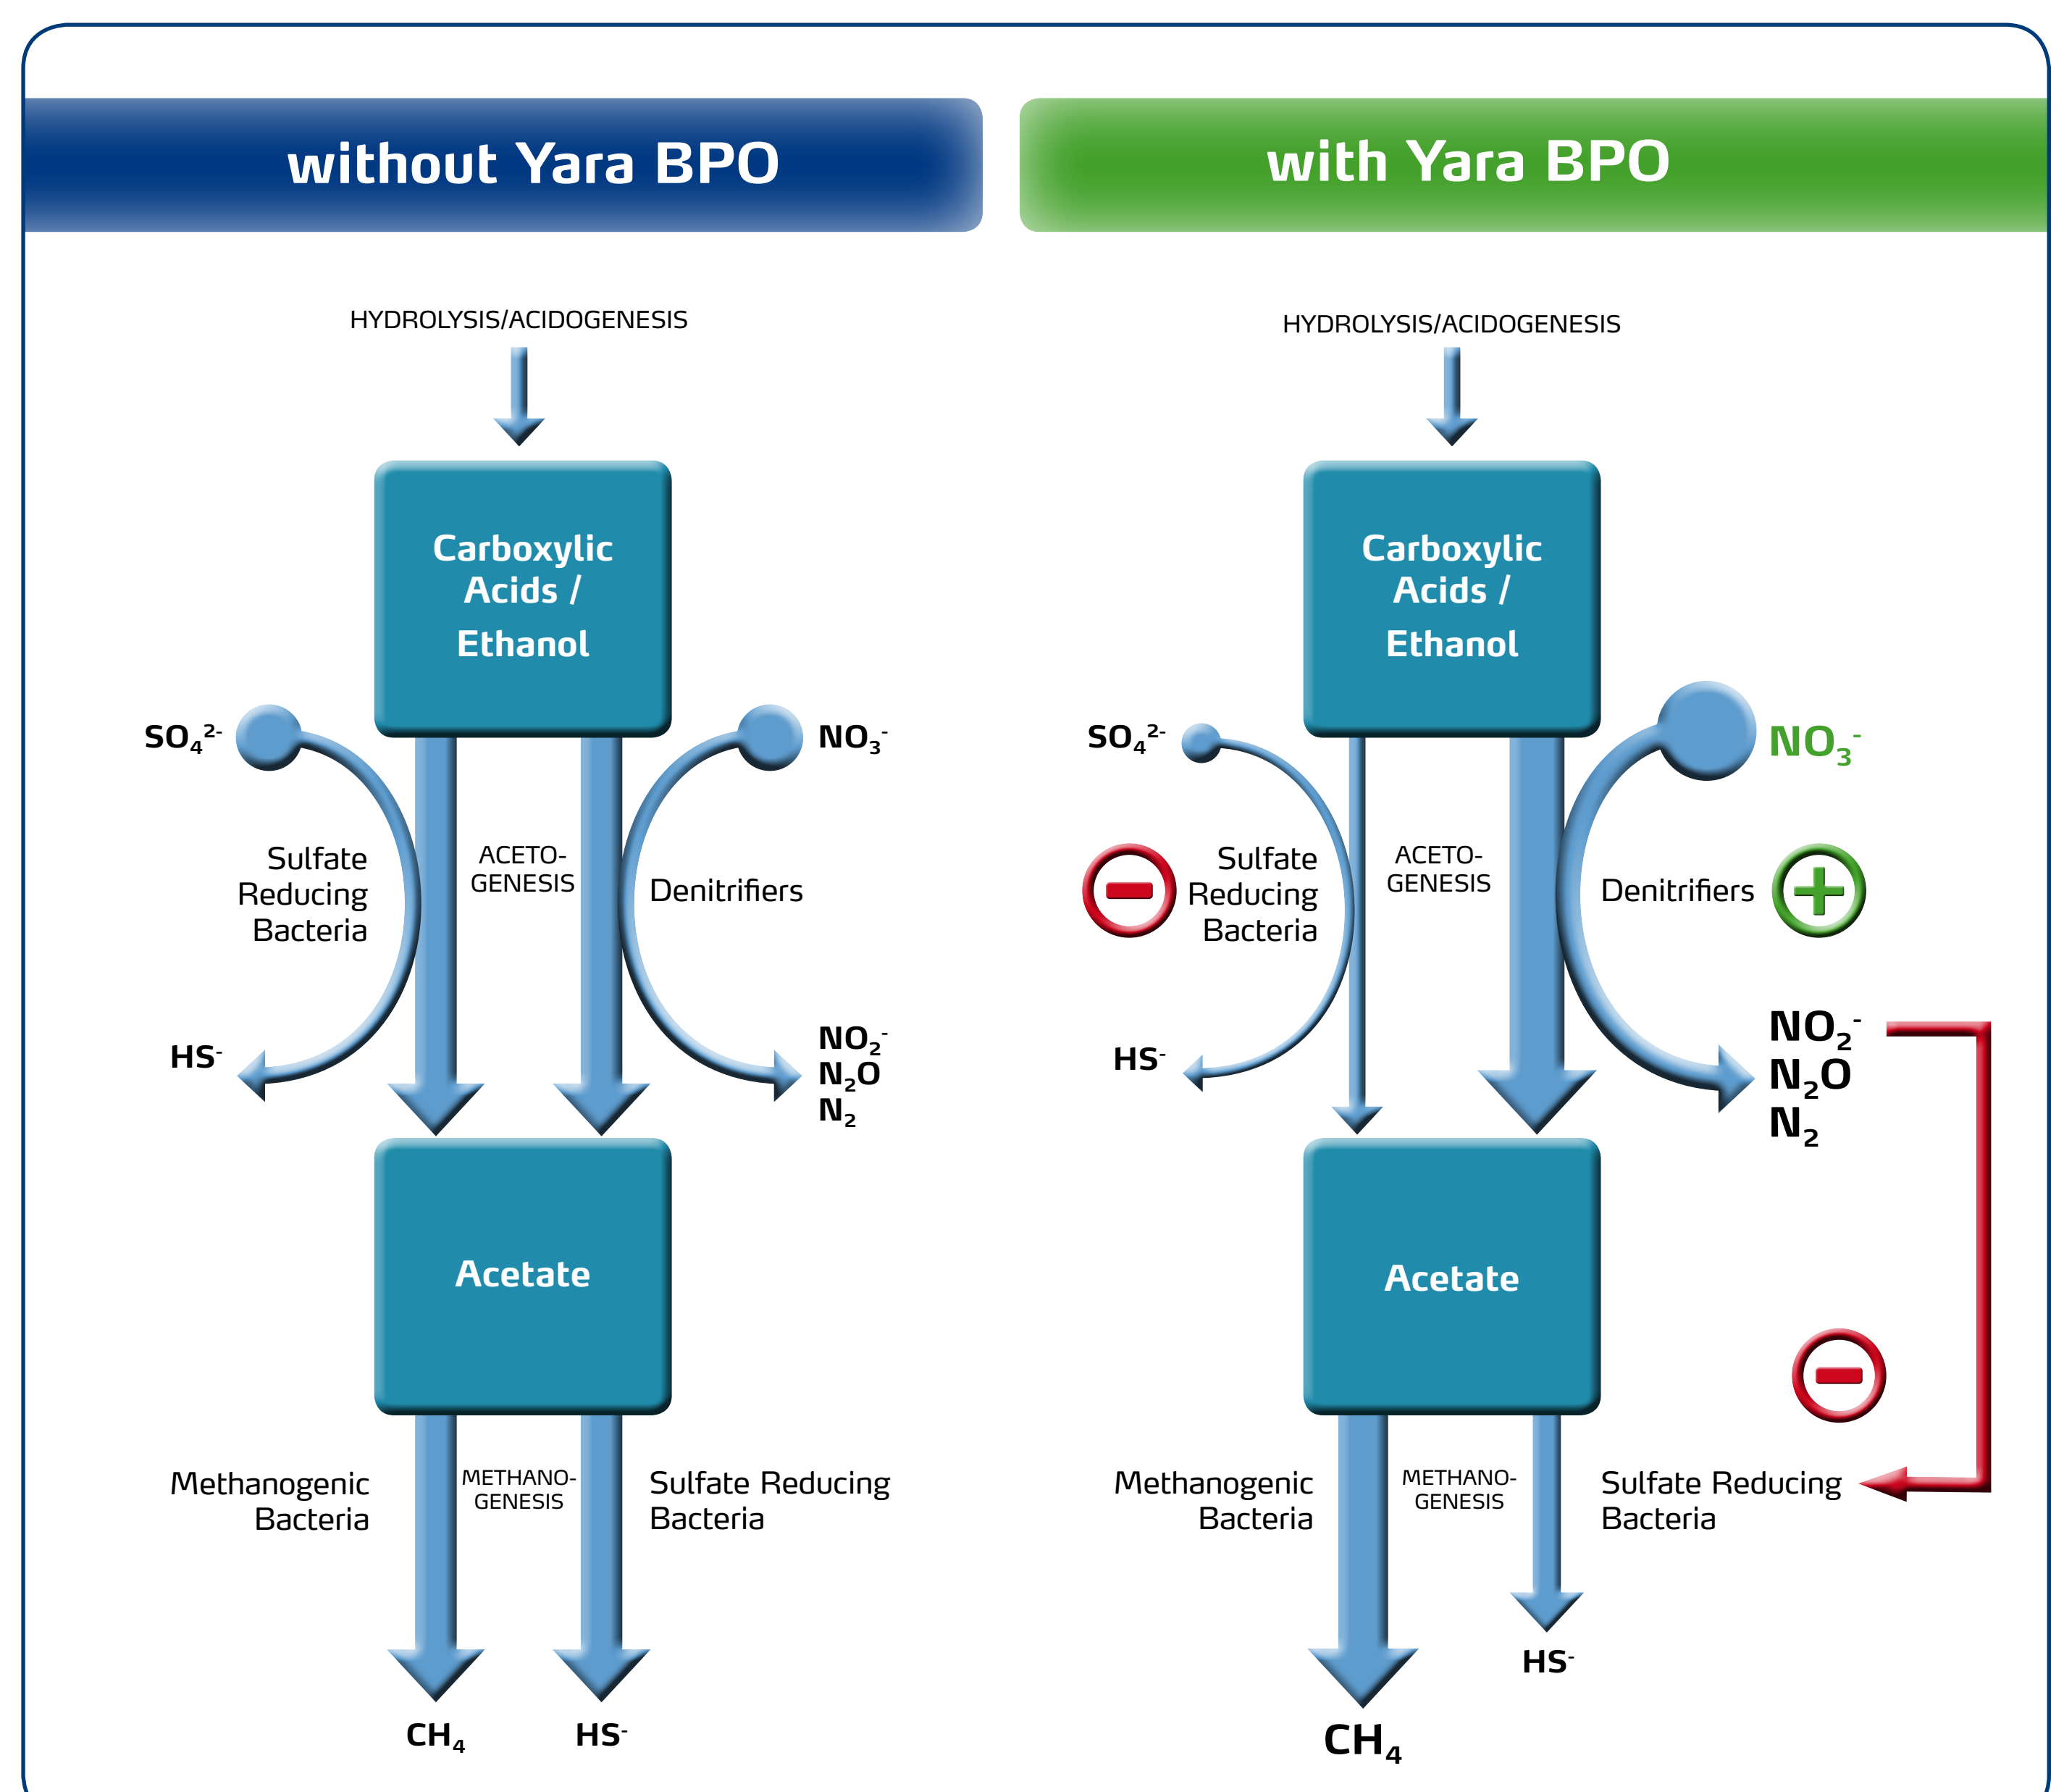 without Yara BPO
HYDROLYSIS/ACIDOGENESIS
Carboxylic
Acids /
Ethanol
SO₄²⁻
NO₃⁻
Sulfate
Reducing
Bacteria
ACETO-
GENESIS
Denitrifiers
HS⁻
NO₂⁻
N₂O
N₂
Acetate
Methanogenic
Bacteria
METHANO-
GENESIS
Sulfate Reducing
Bacteria
CH₄
HS⁻
with Yara BPO
HYDROLYSIS/ACIDOGENESIS
Carboxylic
Acids /
Ethanol
SO₄²⁻
NO₃⁻
Sulfate
Reducing
Bacteria
ACETO-
GENESIS
Denitrifiers
HS⁻
NO₂⁻
N₂O
N₂
Acetate
Methanogenic
Bacteria
METHANO-
GENESIS
Sulfate Reducing
Bacteria
HS⁻
CH₄